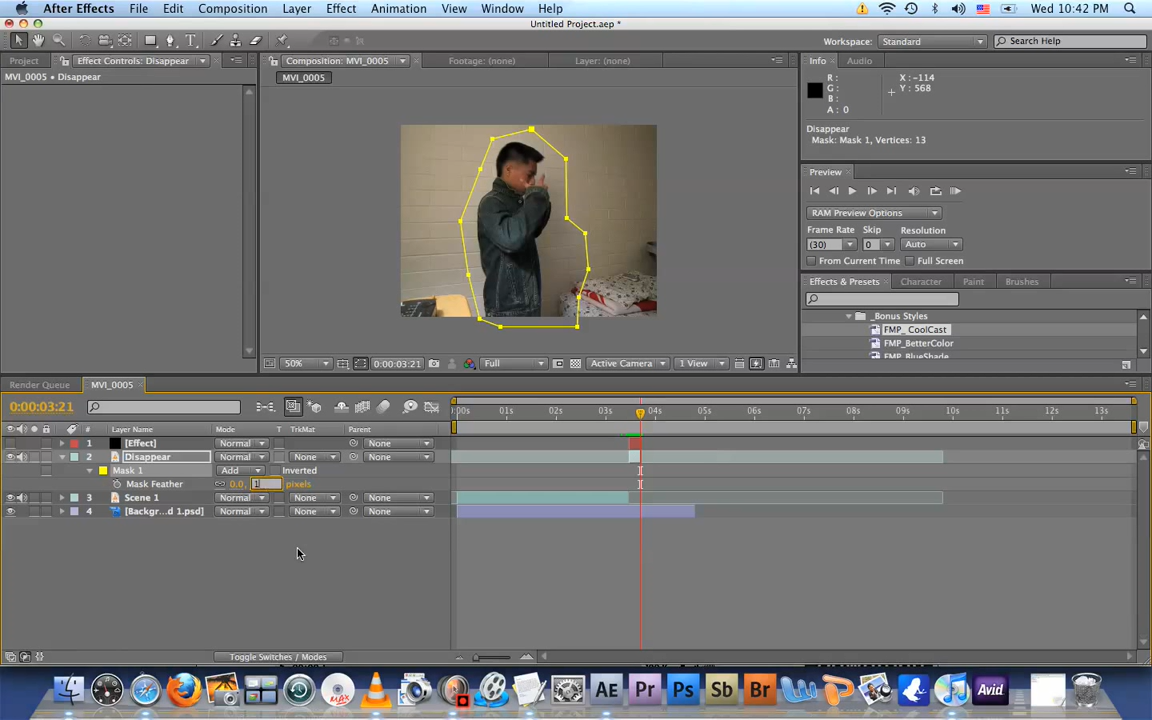 After Effects File Edit Composition Layer Effect Animation View Window Help 10:42 PM
Untitled Project.aep *
Workspace: Standard Search Help
Project Effect Controls: Disappear Composition: MVI_0005 Footage: (none) Layer: (none) Info Audio
MVI_0005 • Disappear MVI_0005
R: X: -114
G: Y: 568
B:
A: 0
Disappear
Mask: Mask 1, Vertices: 13
Preview
RAM Preview Options
Frame Rate Skip Resolution
(30) 0 Auto
From Current Time Full Screen
Effects & Presets Character Paint Brushes
_Bonus Styles
FMP_CoolCast
FMP_BetterColor
FMP_BlueShade
50% 0:00:03:21 Full Active Camera 1 View
Render Queue MVI_0005
0:00:03:21 :00s 01s 02s 03s 04s 05s 06s 07s 08s 09s 10s 11s 12s 13s
# Layer Name Mode T TrkMat Parent
1 [Effect] Normal None
2 Disappear Normal None None
Mask 1 Add Inverted
Mask Feather 0.0, 1 pixels
3 Scene 1 Normal None None
4 [Backgr...d 1.psd] Normal None None
Toggle Switches / Modes
MAX AE Pr Ps Sb Br Avid